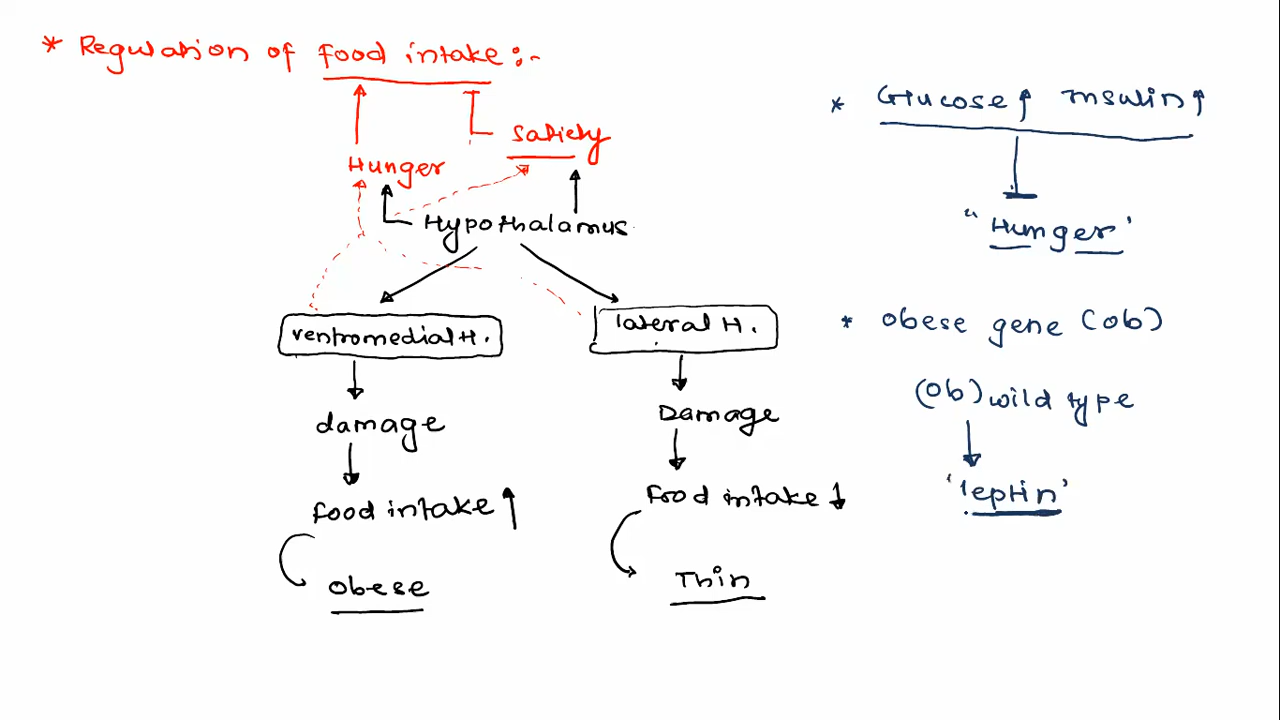 * Regulation of food intake :-
Satiety
Hunger
Hypothalamus
ventromedial H.
lateral H.
damage
Damage
food intake ↑
food intake ↓
Obese
Thin
* Glucose ↑ Insulin ↑
"Hunger'
* Obese gene (ob)
(Ob) wild type
'leptin'